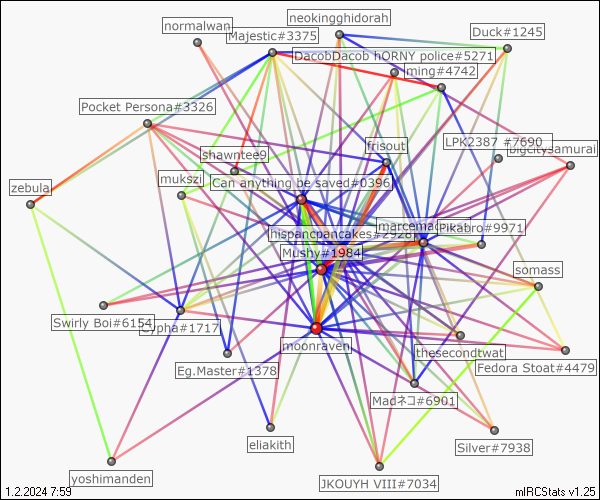 neokingghidorah
normalwan
Majestic#3375
Duck#1245
DacobDacob hORNY police#5271
ming#4742
Pocket Persona#3326
LPK2387 #7690
bigcitysamurai
frisout
shawntee9
mukszi
Can anything be saved#0396
zebula
hispancpancakes#2928
Pikabro#9971
Mushy#1984
somass
Swirly Boi#6154
Cypha#1717
moonraven
thesecondtwat
Fedora Stoat#4479
Eg.Master#1378
Madネコ#6901
eliakith
Silver#7938
yoshimanden
JKOUYH VIII#7034
1.2.2024 7:59
mIRCStats v1.25